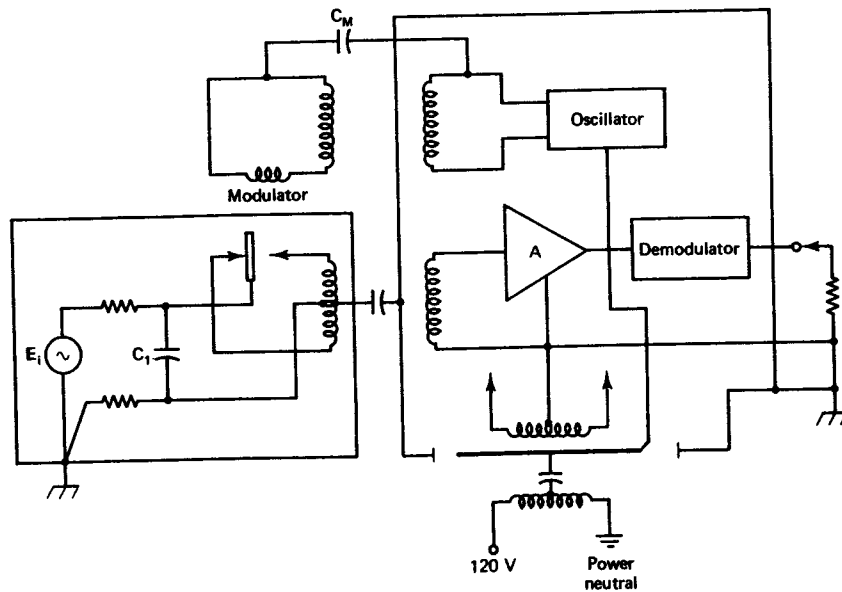 C_M
Oscillator
Modulator
A
Demodulator
E_i
C_1
120 V
Power
neutral